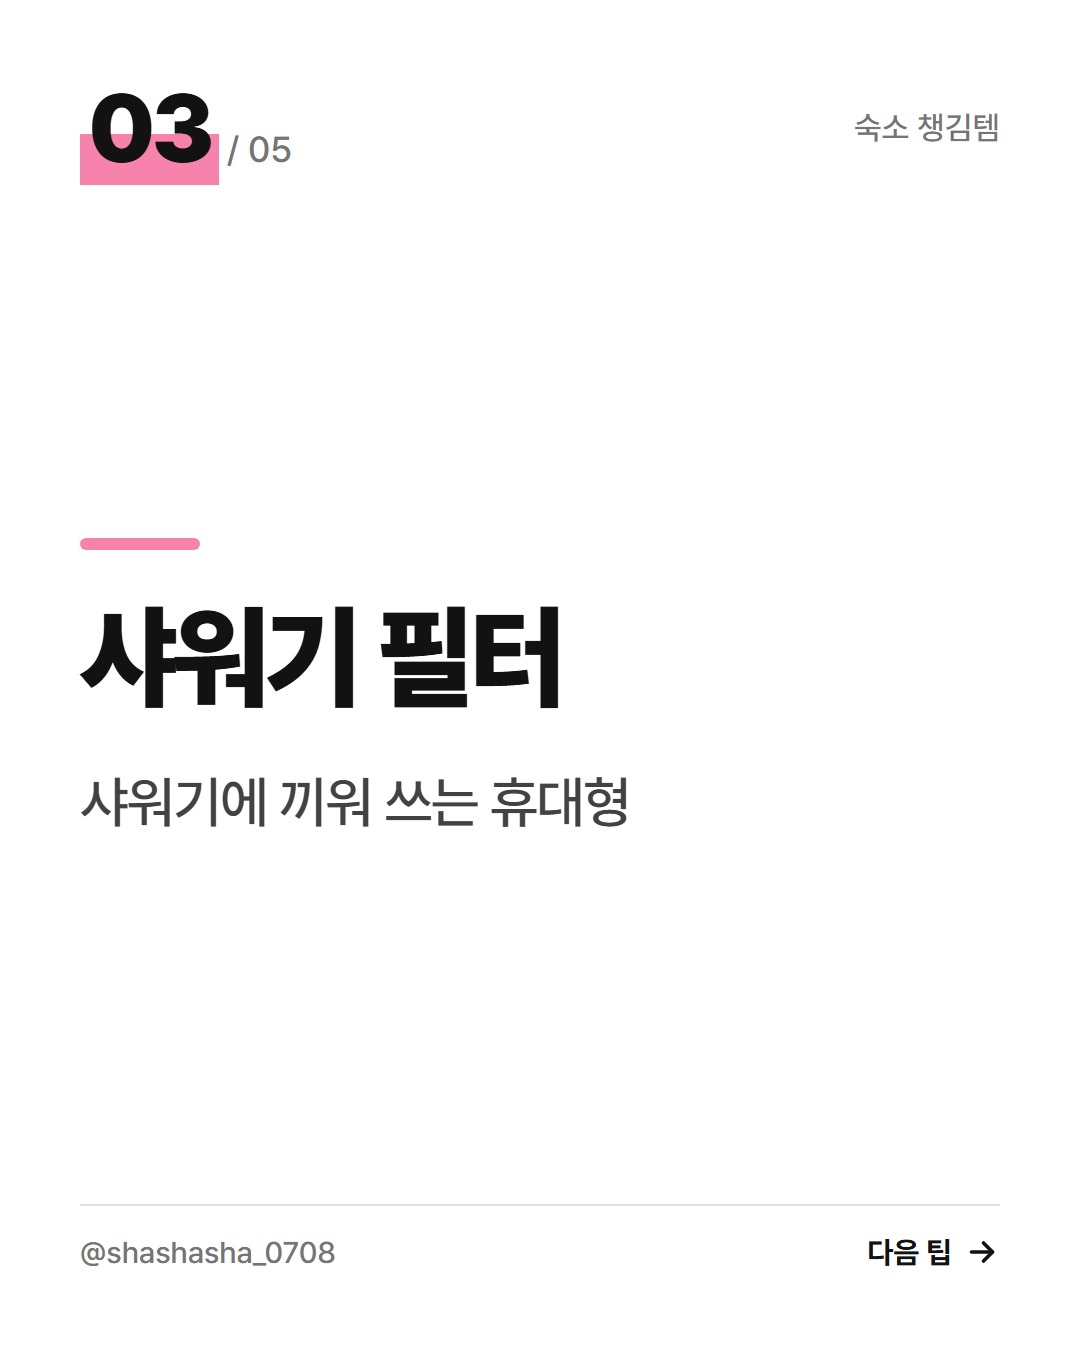 03 / 05
숙소 챙김템
샤워기 필터
샤워기에 끼워 쓰는 휴대형
@shashasha_0708
다음 팁 →